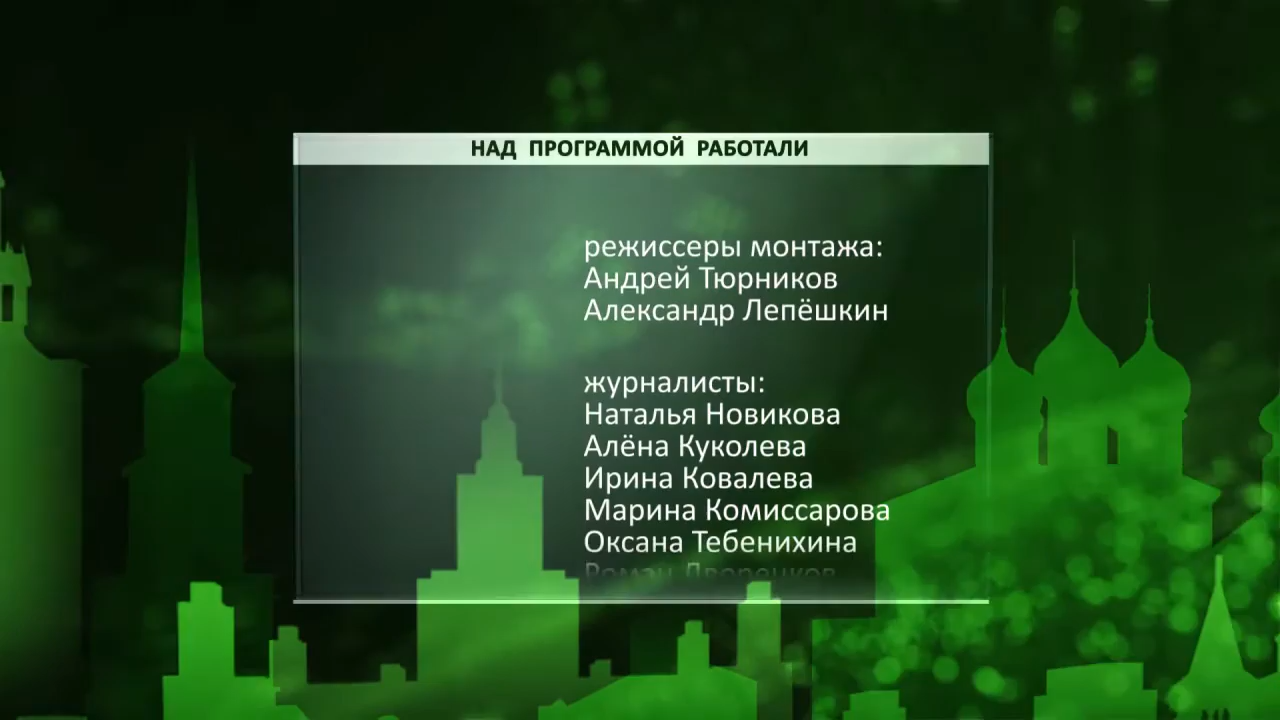 НАД ПРОГРАММОЙ РАБОТАЛИ
режиссеры монтажа:
Андрей Тюрников
Александр Лепёшкин
журналисты:
Наталья Новикова
Алёна Куколева
Ирина Ковалева
Марина Комиссарова
Оксана Тебенихина
Роман